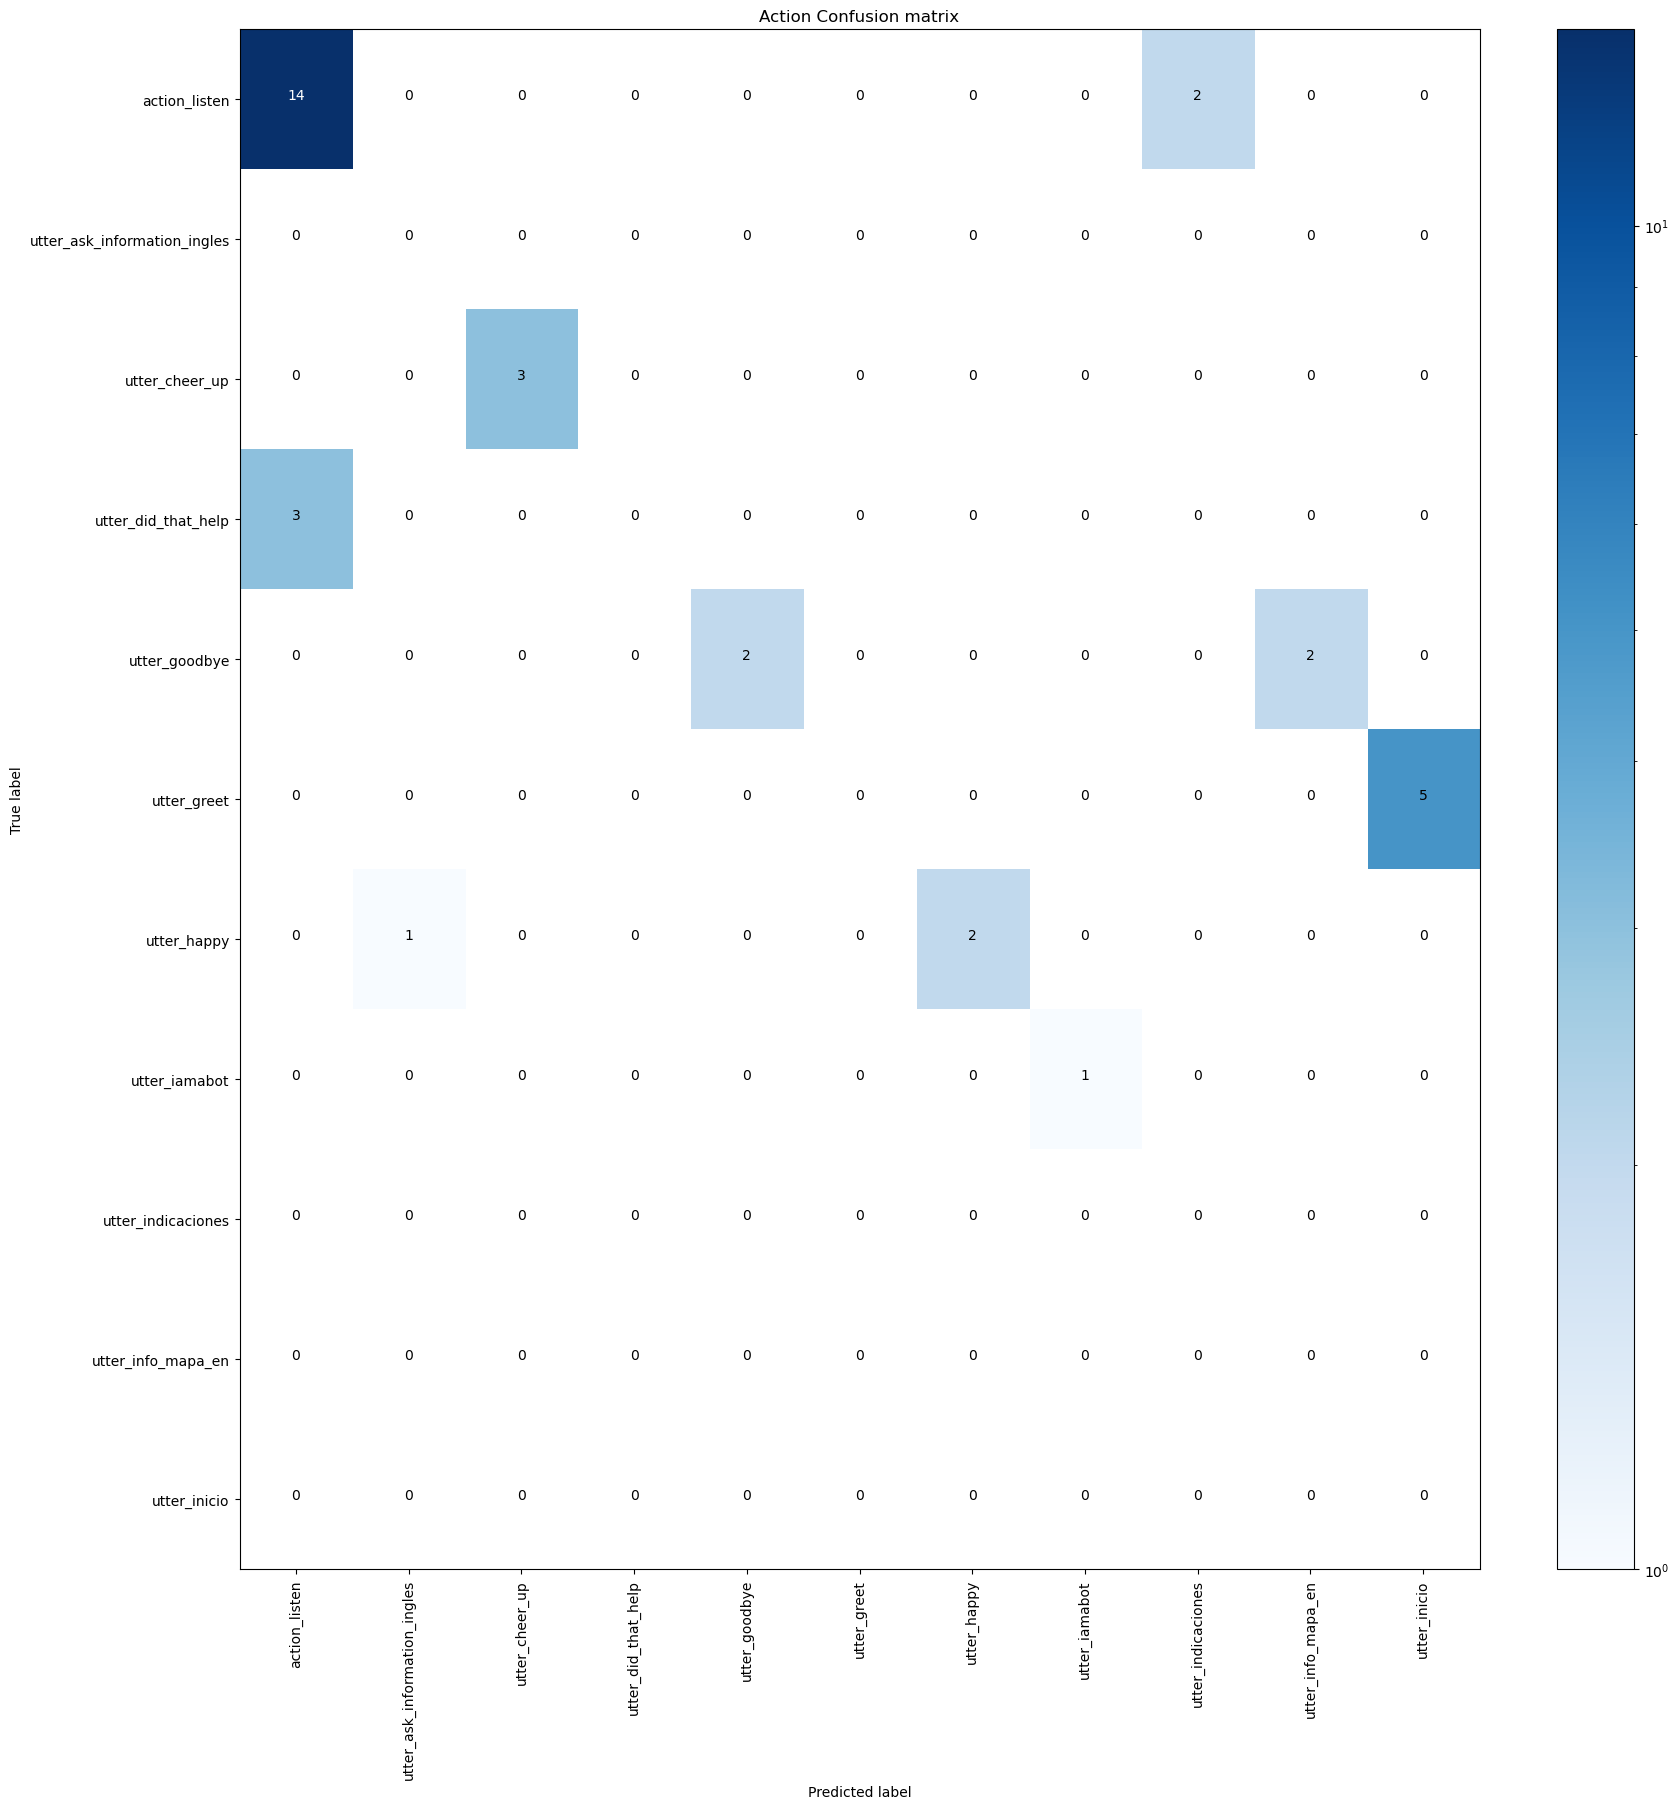 Action Confusion matrix
True label
action_listen 14 0 0 0 0 0 0 0 2 0 0
utter_ask_information_ingles 0 0 0 0 0 0 0 0 0 0 0
utter_cheer_up 0 0 3 0 0 0 0 0 0 0 0
utter_did_that_help 3 0 0 0 0 0 0 0 0 0 0
utter_goodbye 0 0 0 0 2 0 0 0 0 2 0
utter_greet 0 0 0 0 0 0 0 0 0 0 5
utter_happy 0 1 0 0 0 0 2 0 0 0 0
utter_iamabot 0 0 0 0 0 0 0 1 0 0 0
utter_indicaciones 0 0 0 0 0 0 0 0 0 0 0
utter_info_mapa_en 0 0 0 0 0 0 0 0 0 0 0
utter_inicio 0 0 0 0 0 0 0 0 0 0 0
action_listen
utter_ask_information_ingles
utter_cheer_up
utter_did_that_help
utter_goodbye
utter_greet
utter_happy
utter_iamabot
utter_indicaciones
utter_info_mapa_en
utter_inicio
Predicted label
10¹
10⁰